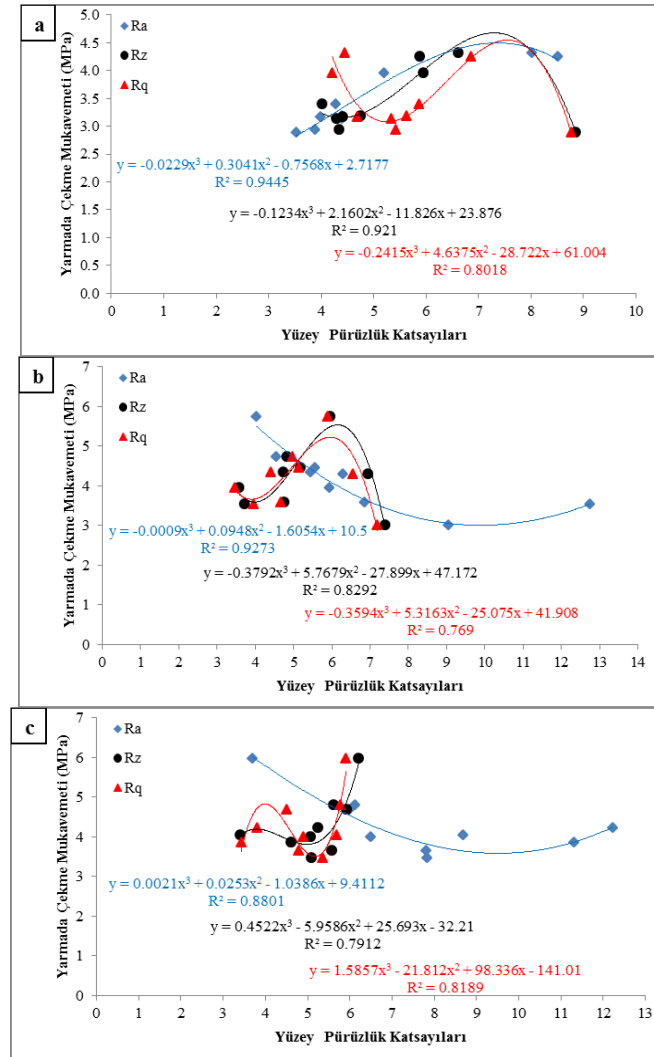 a
Yarmada Çekme Mukavemeti (MPa)
5.0
4.5
4.0
3.5
3.0
2.5
2.0
1.5
1.0
0.5
0.0
Ra
Rz
Rq
y = -0.0229x³ + 0.3041x² - 0.7568x + 2.7177
R² = 0.9445
y = -0.1234x³ + 2.1602x² - 11.826x + 23.876
R² = 0.921
y = -0.2415x³ + 4.6375x² - 28.722x + 61.004
R² = 0.8018
0 1 2 3 4 5 6 7 8 9 10
Yüzey Pürüzlük Katsayıları
b
Yarmada Çekme Mukavemeti (MPa)
7
6
5
4
3
2
1
0
Ra
Rz
Rq
y = -0.0009x³ + 0.0948x² - 1.6054x + 10.5
R² = 0.9273
y = -0.3792x³ + 5.7679x² - 27.899x + 47.172
R² = 0.8292
y = -0.3594x³ + 5.3163x² - 25.075x + 41.908
R² = 0.769
0 1 2 3 4 5 6 7 8 9 10 11 12 13 14
Yüzey Pürüzlük Katsayıları
c
Yarmada Çekme Mukavemeti (MPa)
7
6
5
4
3
2
1
0
Ra
Rz
Rq
y = 0.0021x³ + 0.0253x² - 1.0386x + 9.4112
R² = 0.8801
y = 0.4522x³ - 5.9586x² + 25.693x - 32.21
R² = 0.7912
y = 1.5857x³ - 21.812x² + 98.336x - 141.01
R² = 0.8189
0 1 2 3 4 5 6 7 8 9 10 11 12 13
Yüzey Pürüzlük Katsayıları